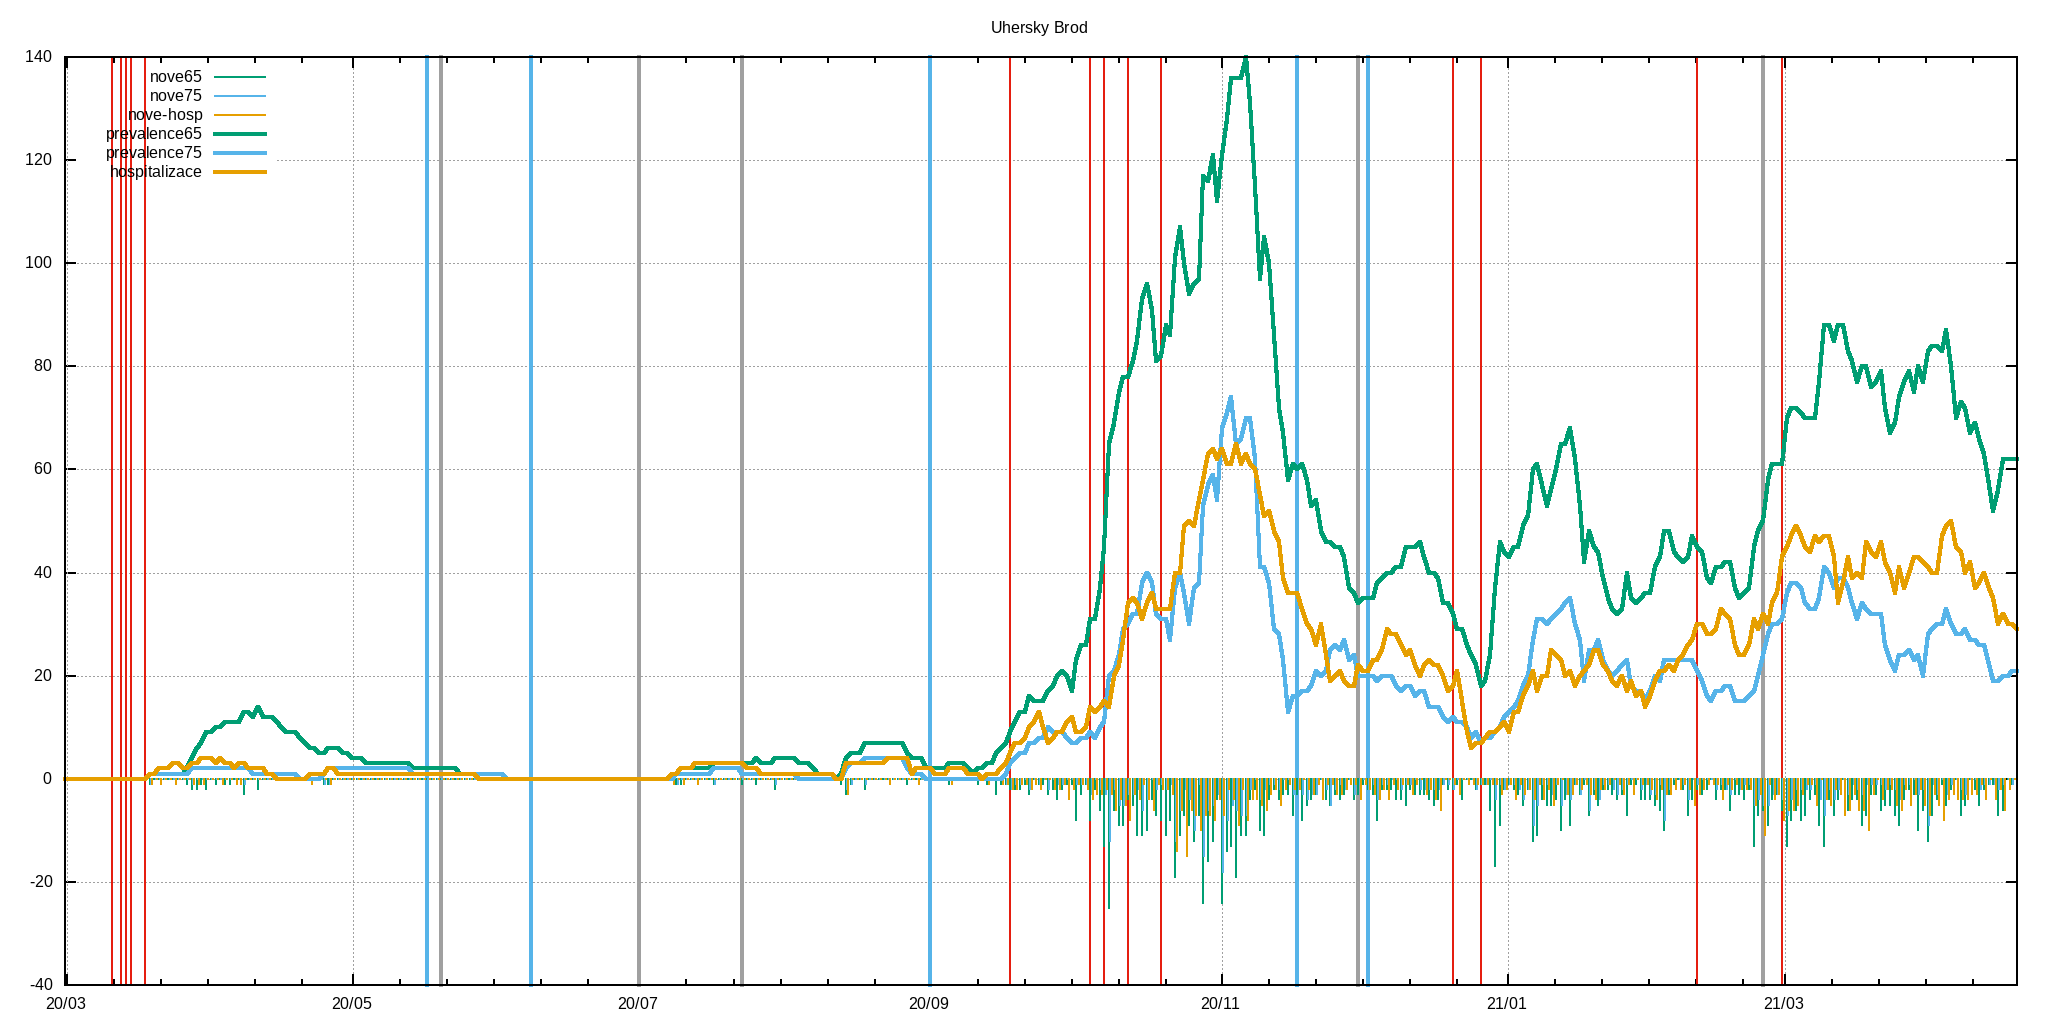 Uhersky Brod
140
120
100
80
60
40
20
0
-20
-40
nove65
nove75
nove-hosp
prevalence65
prevalence75
hospitalizace
20/03 20/05 20/07 20/09 20/11 21/01 21/03